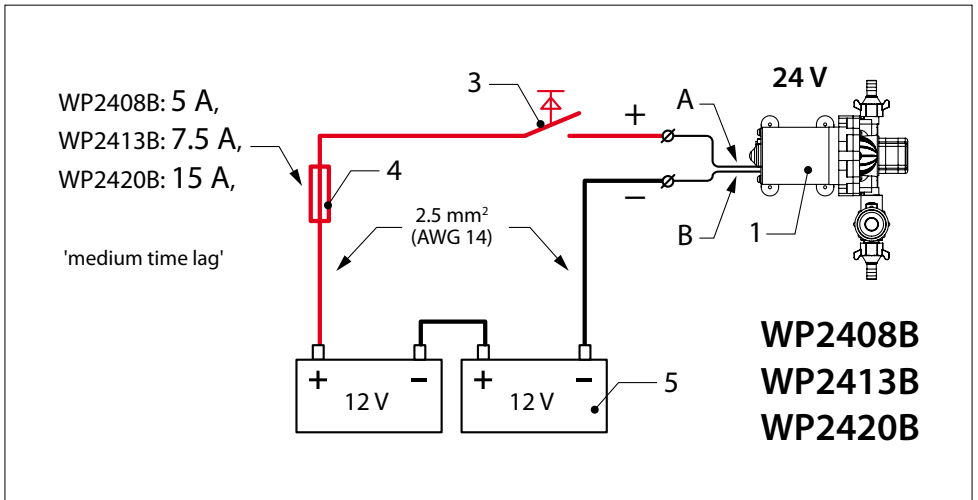 WP2408B: 5 A,
WP2413B: 7.5 A,
WP2420B: 15 A,
'medium time lag'
3
4
+
−
A
B
24 V
1
2.5 mm²
(AWG 14)
+ −
12 V
+ −
12 V
5
WP2408B
WP2413B
WP2420B